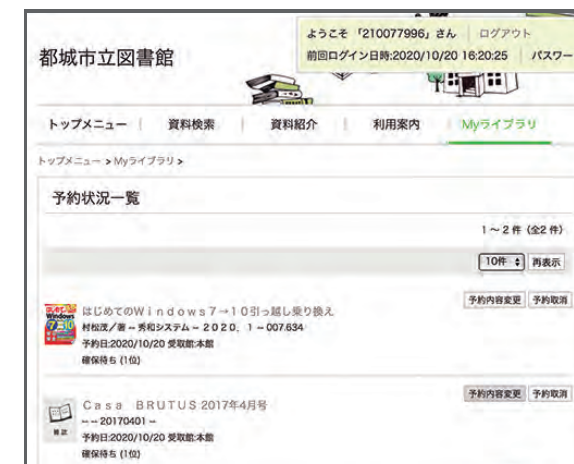 ようこそ「210077996」さん ログアウト
前回ログイン日時:2020/10/20 16:20:25 パスワー
都城市立図書館
トップメニュー 資料検索 資料紹介 利用案内 Myライブラリ
トップメニュー > Myライブラリ >
予約状況一覧
1～2件 (全2件)
10件 再表示
はじめてのWindows7→10引っ越し乗り換え
予約内容変更 予約取消
村松茂／著 -- 秀和システム -- 2020．1 -- 007.634
予約日:2020/10/20 受取館:本館
確保待ち (1位)
Casa BRUTUS 2017年4月号
予約内容変更 予約取消
-- -- 20170401 --
雑誌
予約日:2020/10/20 受取館:本館
確保待ち (1位)